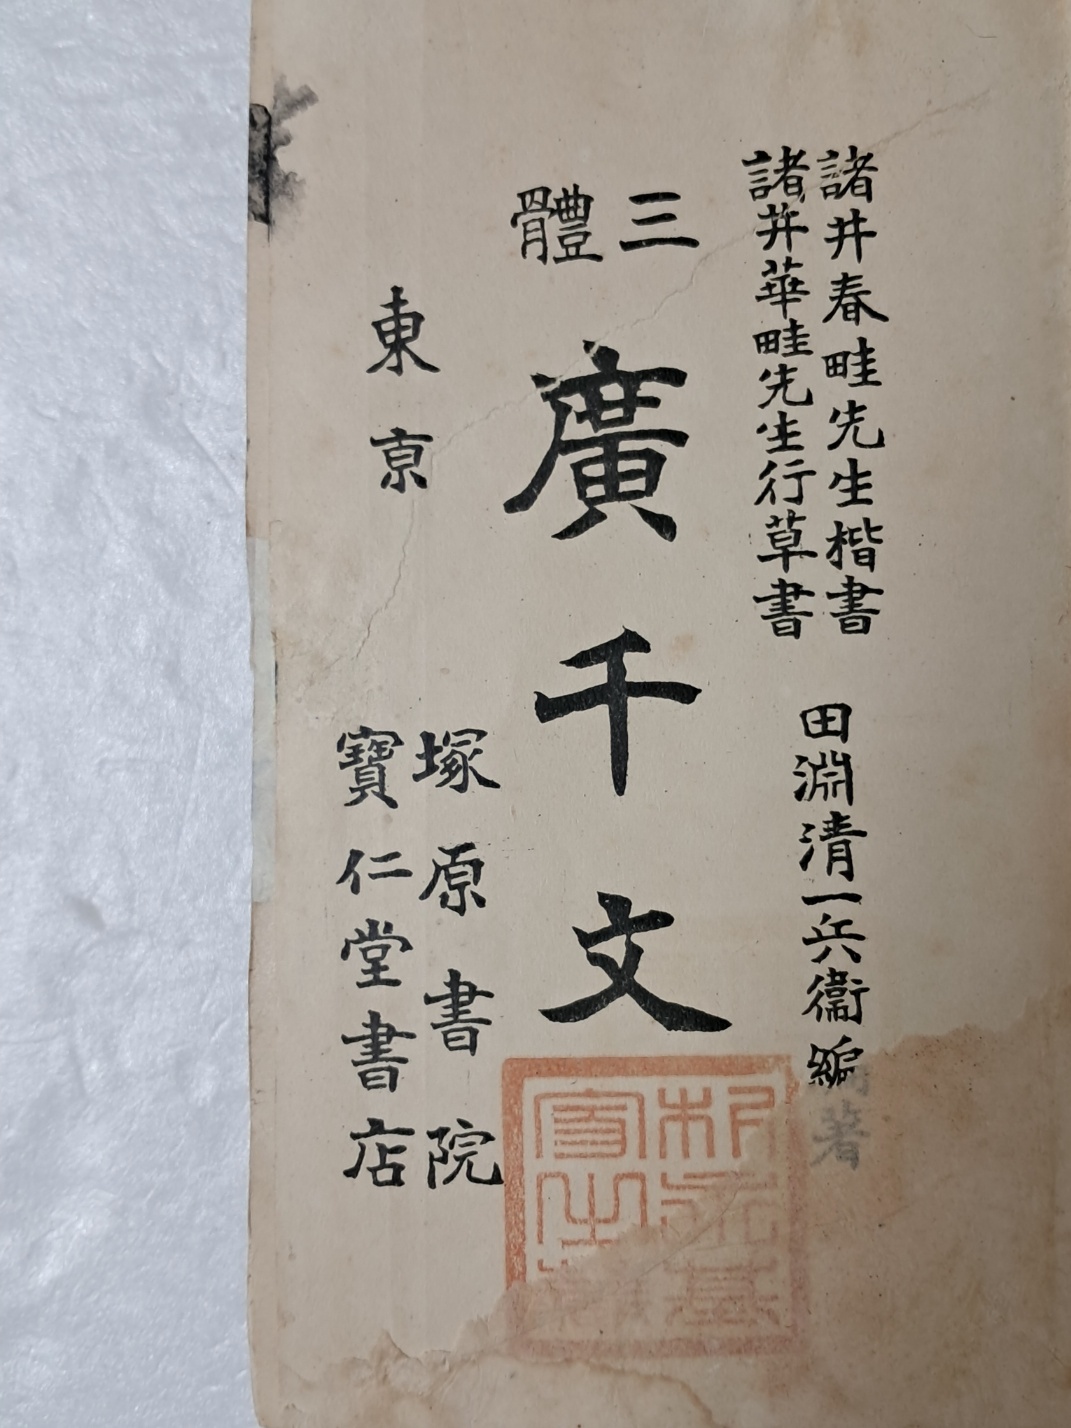 諸井春畦先生楷書
諸井華畦先生行草書
田淵清一兵衞編著
三體
廣千文
東京
塚原書院
寶仁堂書店